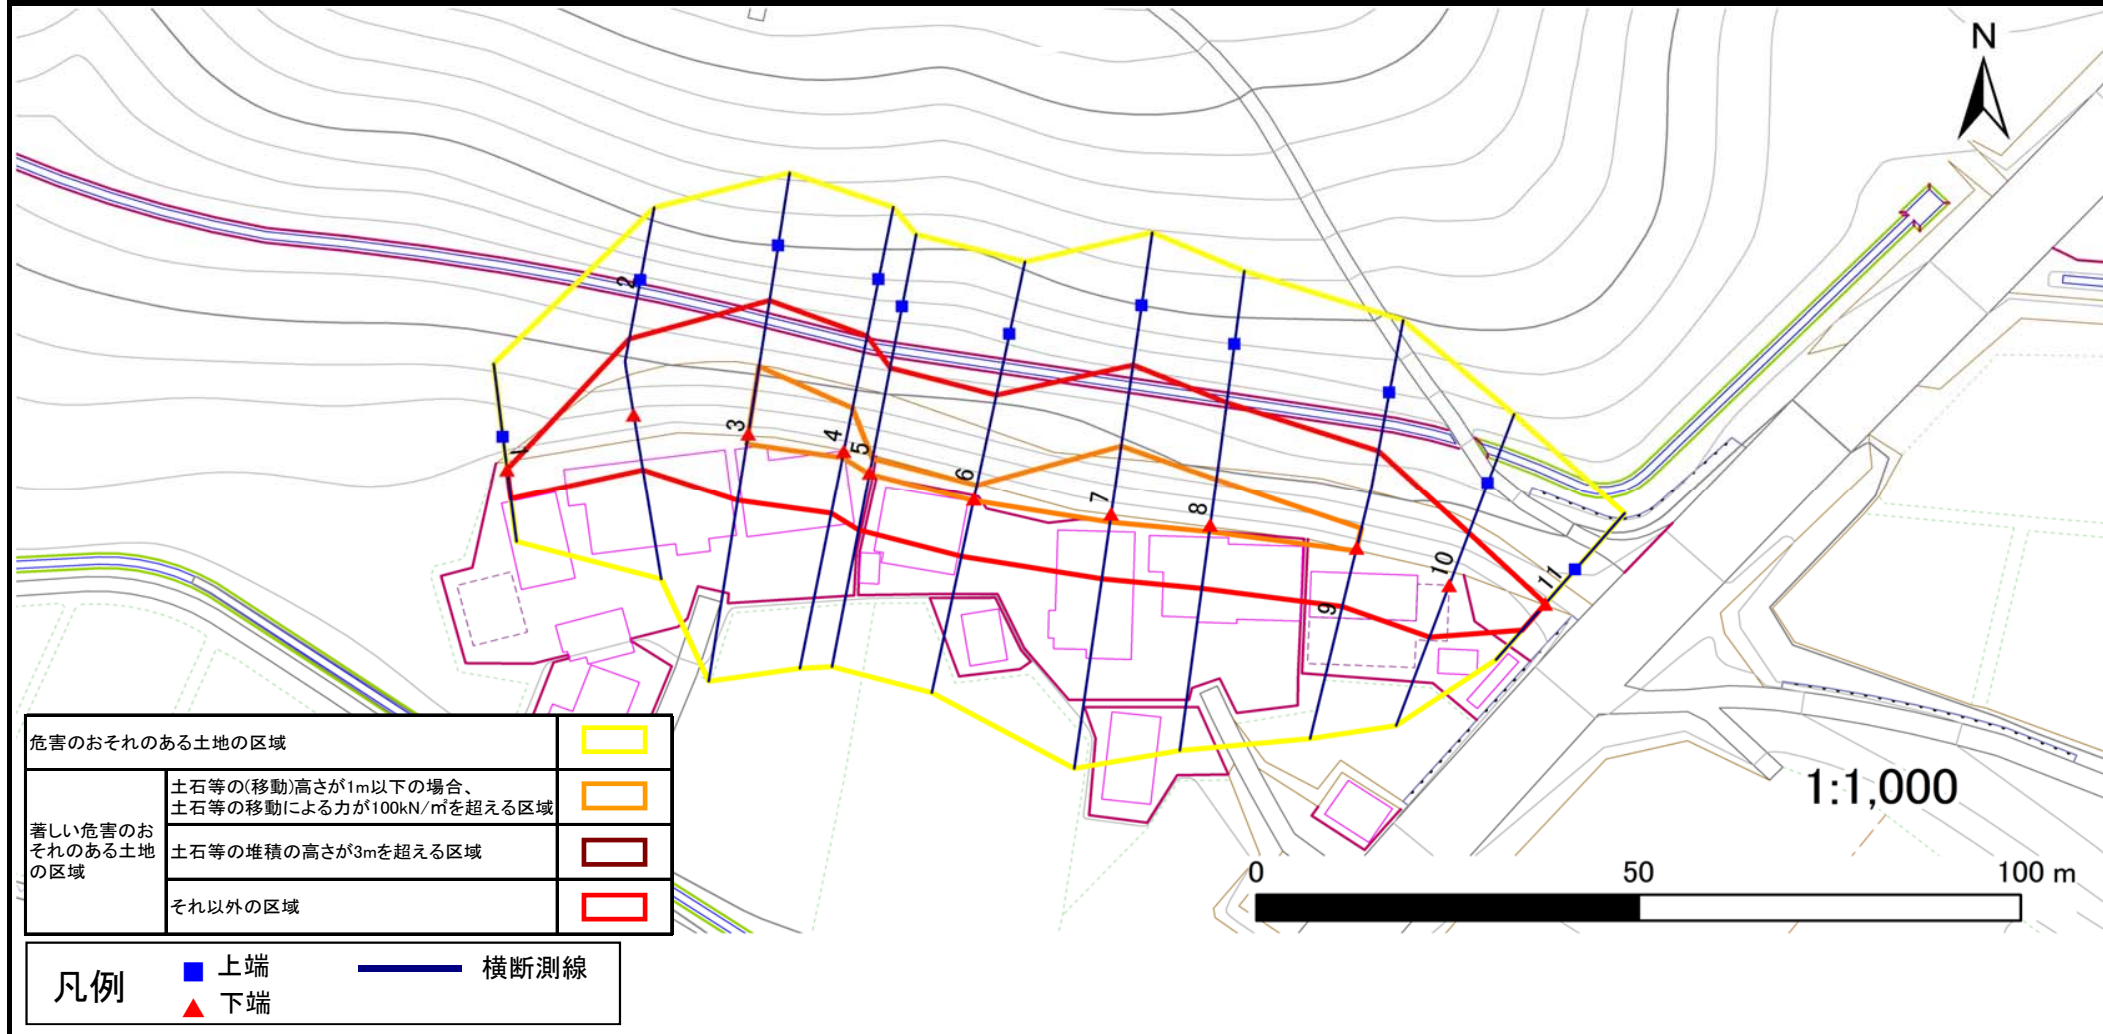 N
2
3
4
5
1
6
7
8
9
10
11
1:1,000
0 50 100 m
危害のおそれのある土地の区域
著しい危害のお
それのある土地
の区域
土石等の(移動)高さが1m以下の場合、
土石等の移動による力が100kN/㎡を超える区域
土石等の堆積の高さが3mを超える区域
それ以外の区域
凡例
上端
下端
横断測線